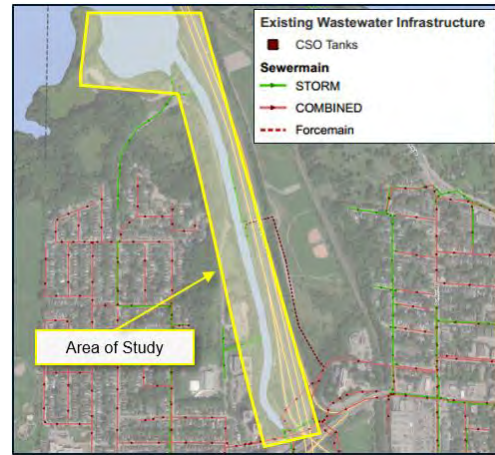 Existing Wastewater Infrastructure
CSO Tanks
Sewermain
STORM
COMBINED
Forcemain
Area of Study